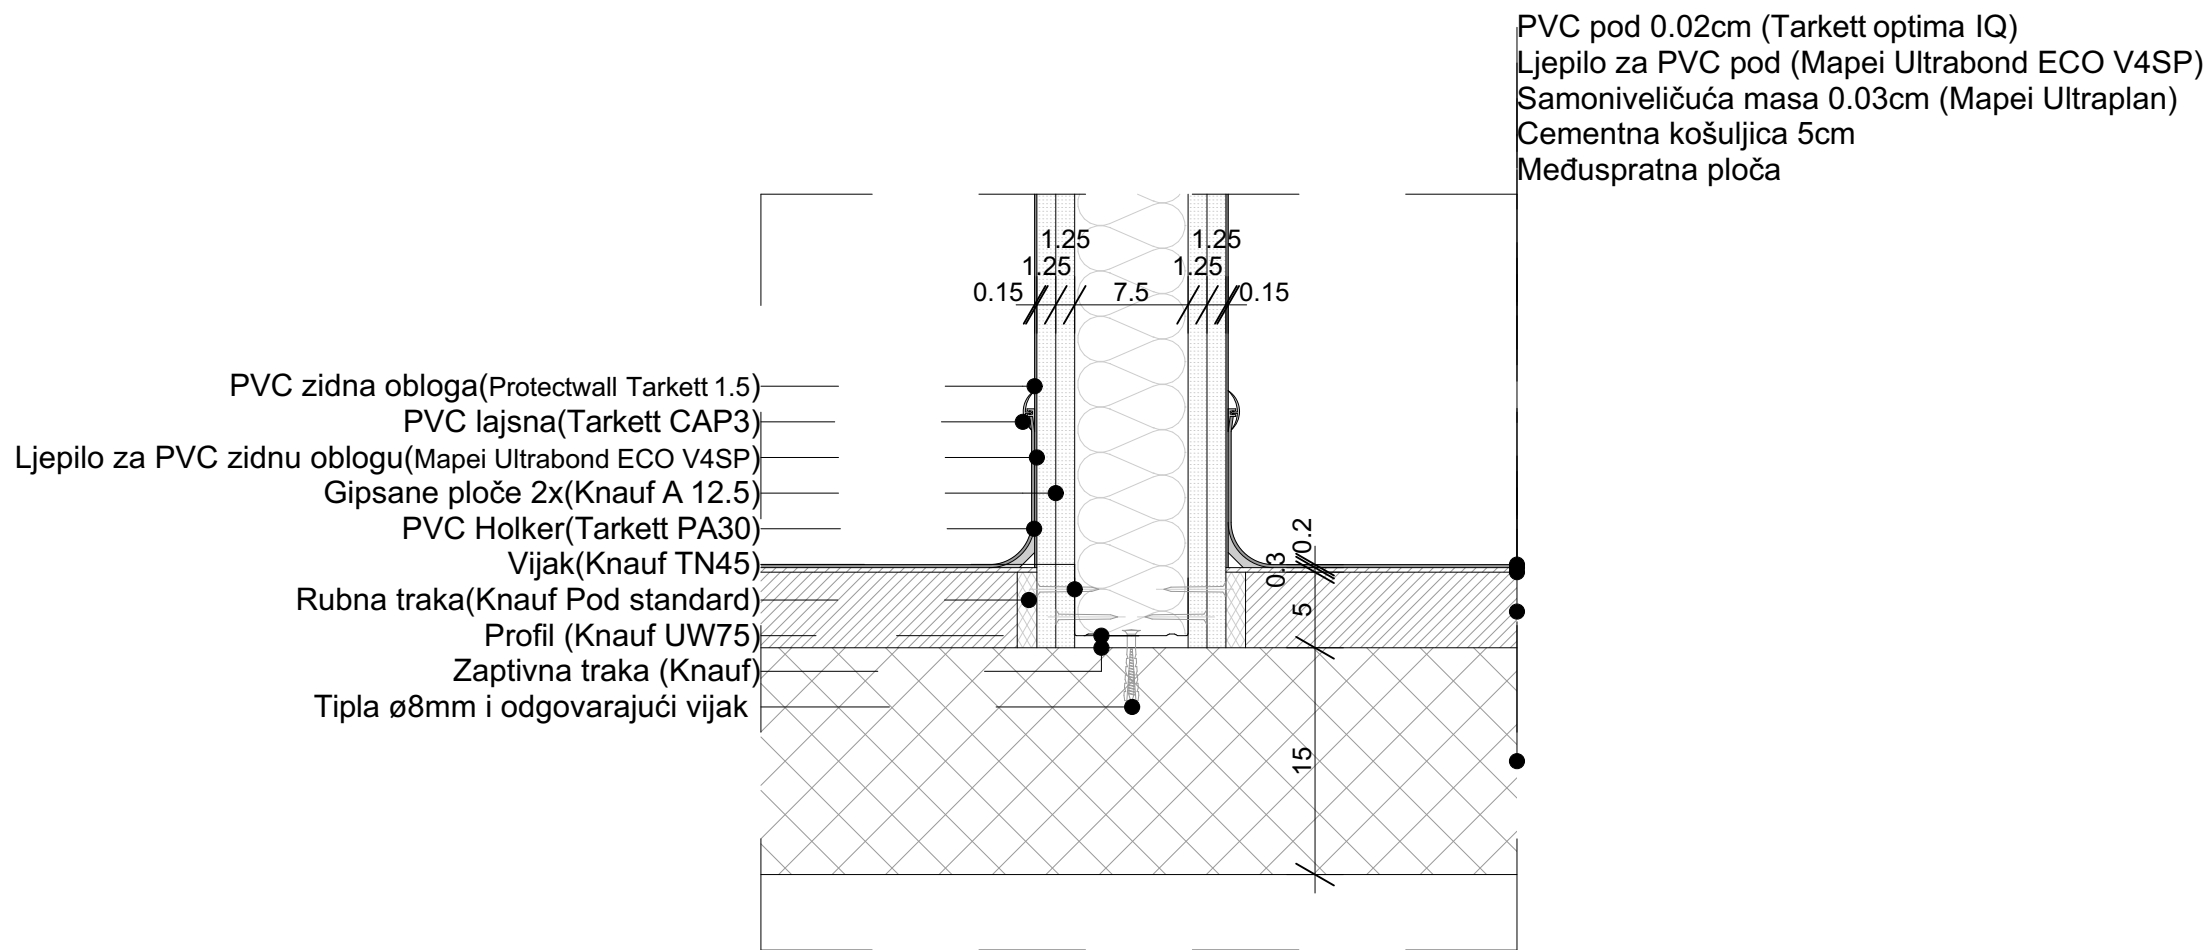 PVC pod 0.02cm (Tarkett optima IQ)
Ljepilo za PVC pod (Mapei Ultrabond ECO V4SP)
Samoniveličuća masa 0.03cm (Mapei Ultraplan)
Cementna košuljica 5cm
Međuspratna ploča
1.25 1.25
1.25 1.25
0.15 7.5 0.15
PVC zidna obloga(Protectwall Tarkett 1.5)
PVC lajsna(Tarkett CAP3)
Ljepilo za PVC zidnu oblogu(Mapei Ultrabond ECO V4SP)
Gipsane ploče 2x(Knauf A 12.5)
PVC Holker(Tarkett PA30)
Vijak(Knauf TN45)
Rubna traka(Knauf Pod standard)
Profil (Knauf UW75)
Zaptivna traka (Knauf)
Tipla ø8mm i odgovarajući vijak
0.2
0.3
5
15